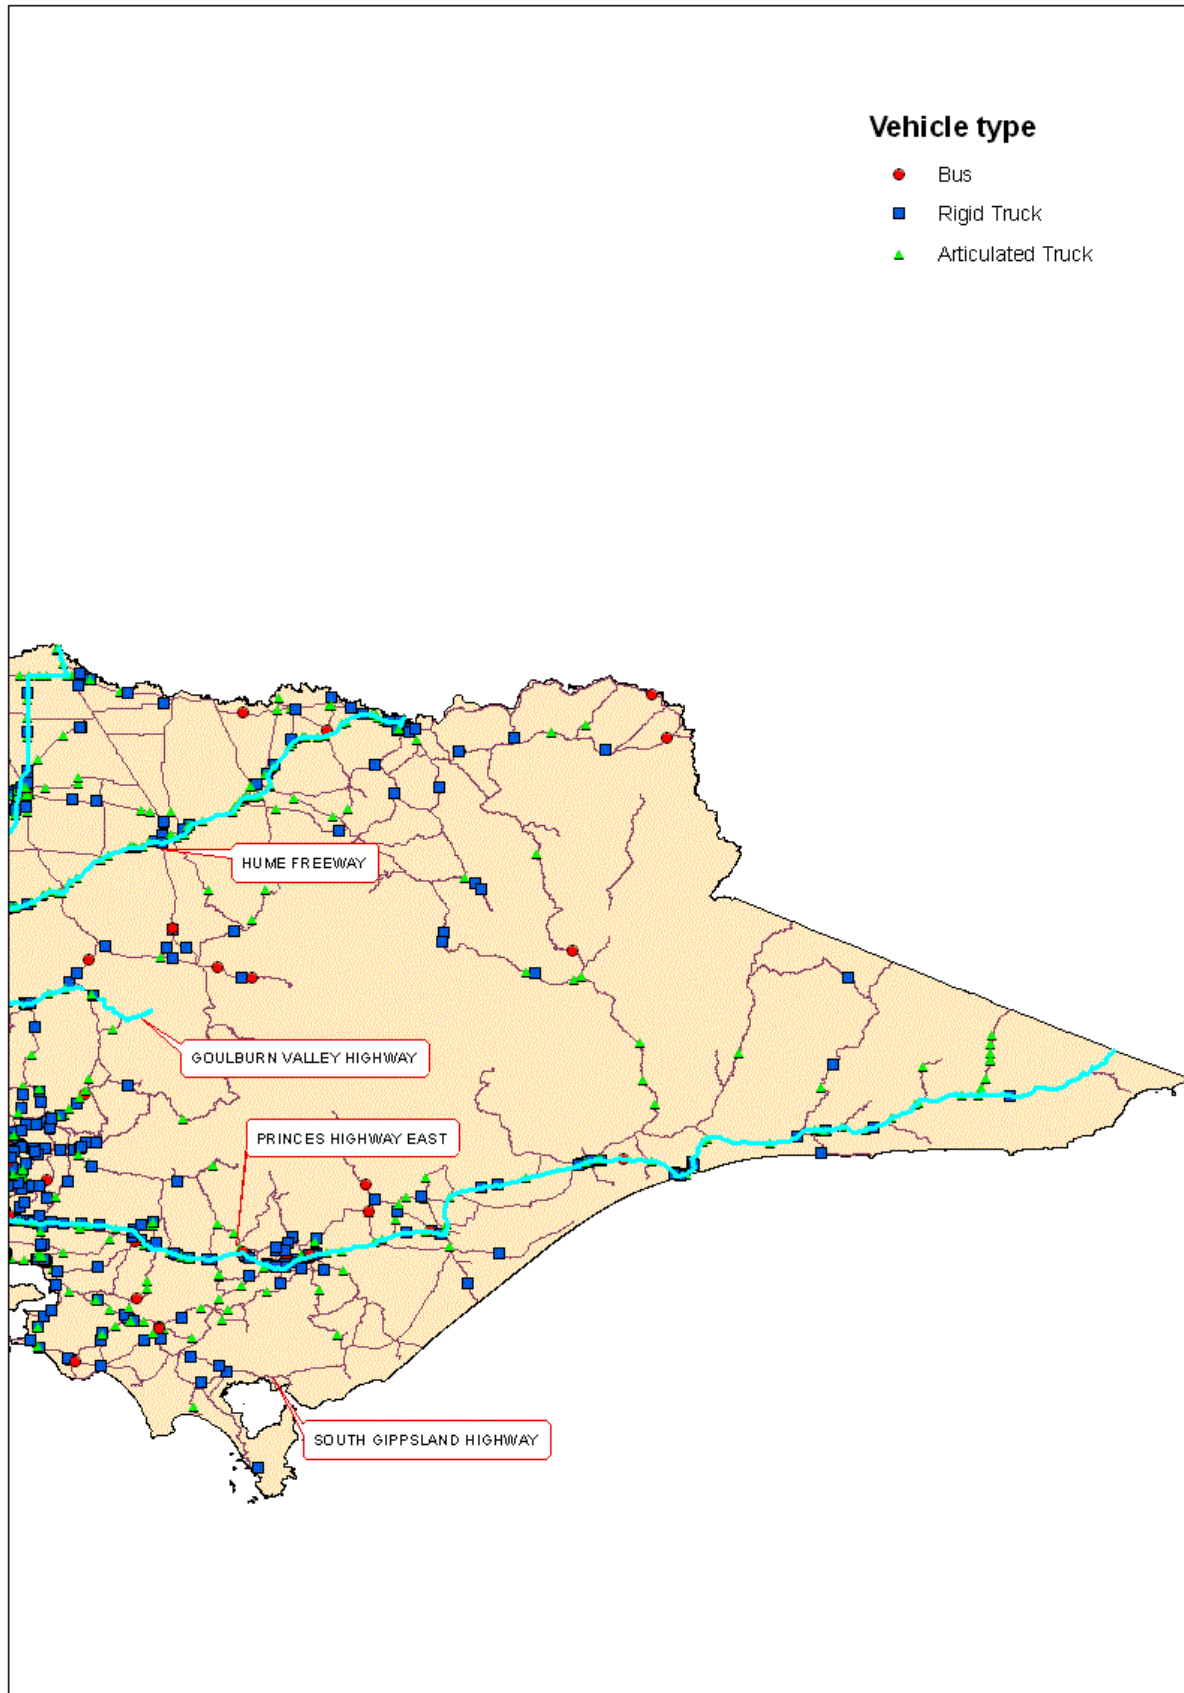 Vehicle type
Bus
Rigid Truck
Articulated Truck
HUME FREEWAY
GOULBURN VALLEY HIGHWAY
PRINCES HIGHWAY EAST
SOUTH GIPPSLAND HIGHWAY